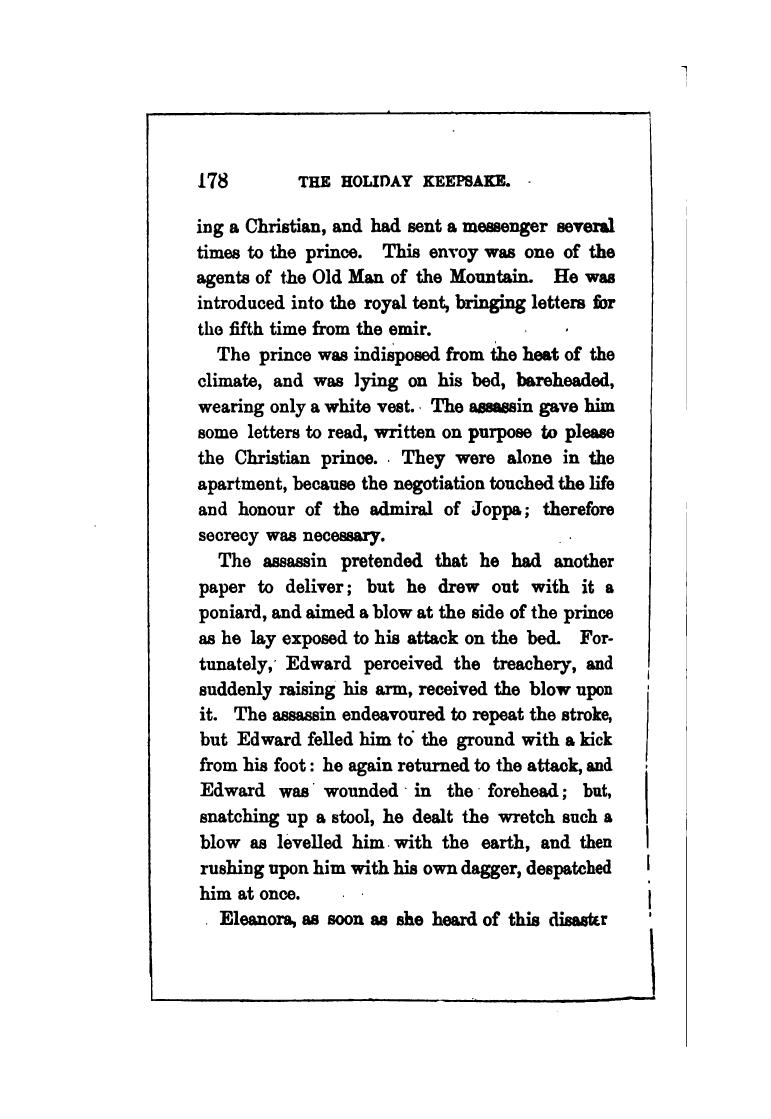 178 THE HOLIDAY KEEPSAKE.
ing a Christian, and had sent a messenger several
times to the prince. This envoy was one of the
agents of the Old Man of the Mountain. He was
introduced into the royal tent, bringing letters for
the fifth time from the emir.
The prince was indisposed from the heat of the
climate, and was lying on his bed, bareheaded,
wearing only a white vest. The assassin gave him
some letters to read, written on purpose to please
the Christian prince. They were alone in the
apartment, because the negotiation touched the life
and honour of the admiral of Joppa; therefore
secrecy was necessary.
The assassin pretended that he had another
paper to deliver; but he drew out with it a
poniard, and aimed a blow at the side of the prince
as he lay exposed to his attack on the bed. For-
tunately, Edward perceived the treachery, and
suddenly raising his arm, received the blow upon
it. The assassin endeavoured to repeat the stroke,
but Edward felled him to the ground with a kick
from his foot: he again returned to the attack, and
Edward was wounded in the forehead; but,
snatching up a stool, he dealt the wretch such a
blow as levelled him with the earth, and then
rushing upon him with his own dagger, despatched
him at once.
Eleanora, as soon as she heard of this disaster